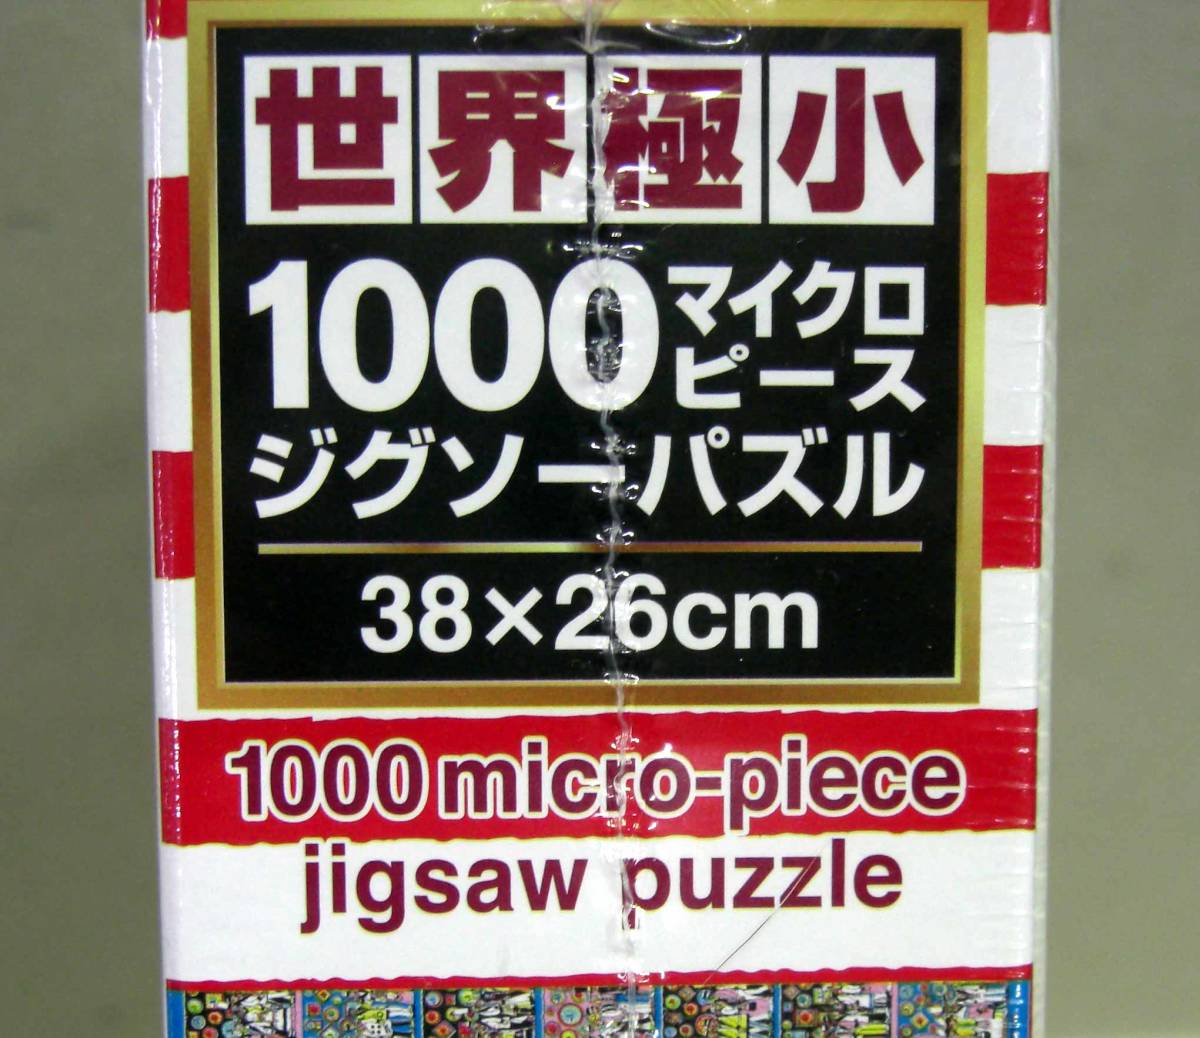 世界極小
1000マイクロ
ピース
ジグソーパズル
38×26cm
1000 micro-piece
jigsaw puzzle